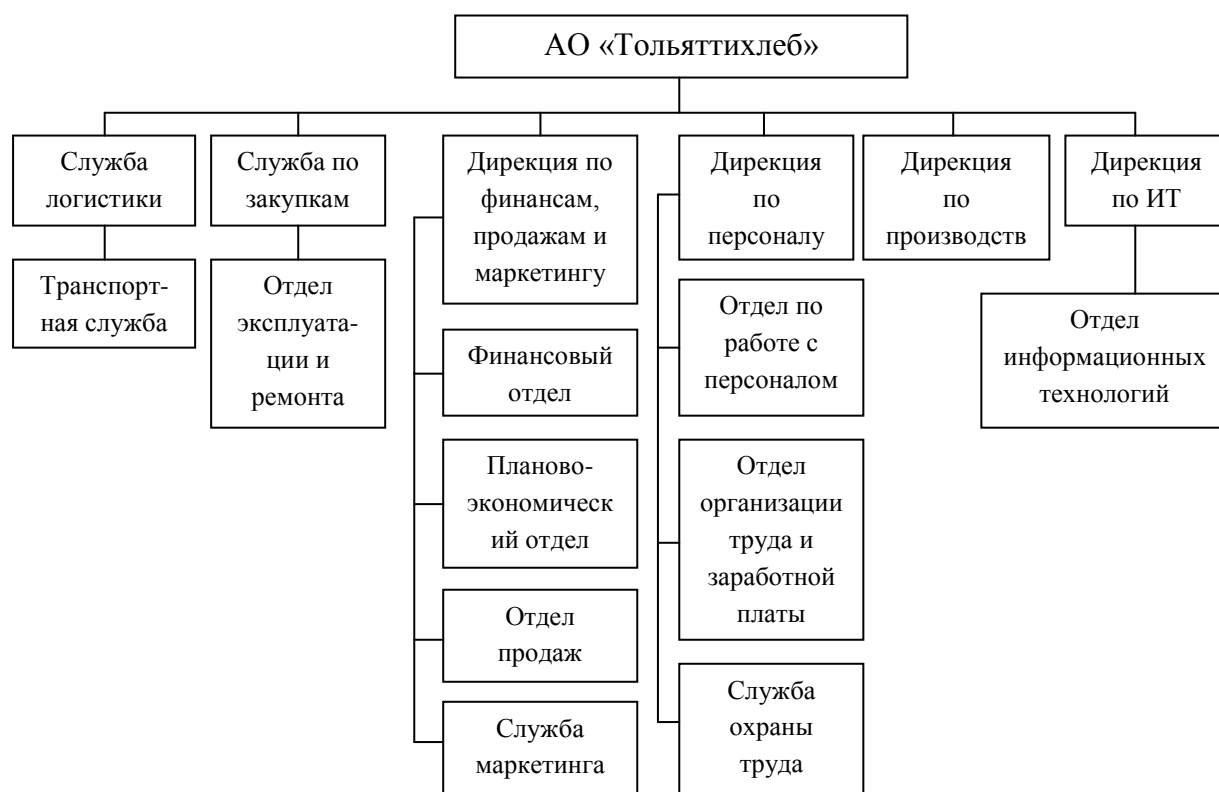 АО «Тольяттихлеб»
Служба
логистики
Служба по
закупкам
Дирекция по
финансам,
продажам и
маркетингу
Дирекция
по
персоналу
Дирекция
по
производств
Дирекция
по ИТ
Транспорт-
ная служба
Отдел
эксплуата-
ции и
ремонта
Финансовый
отдел
Планово-
экономическ
ий отдел
Отдел
продаж
Служба
маркетинга
Отдел по
работе с
персоналом
Отдел
организации
труда и
заработной
платы
Служба
охраны
труда
Отдел
информационных
технологий